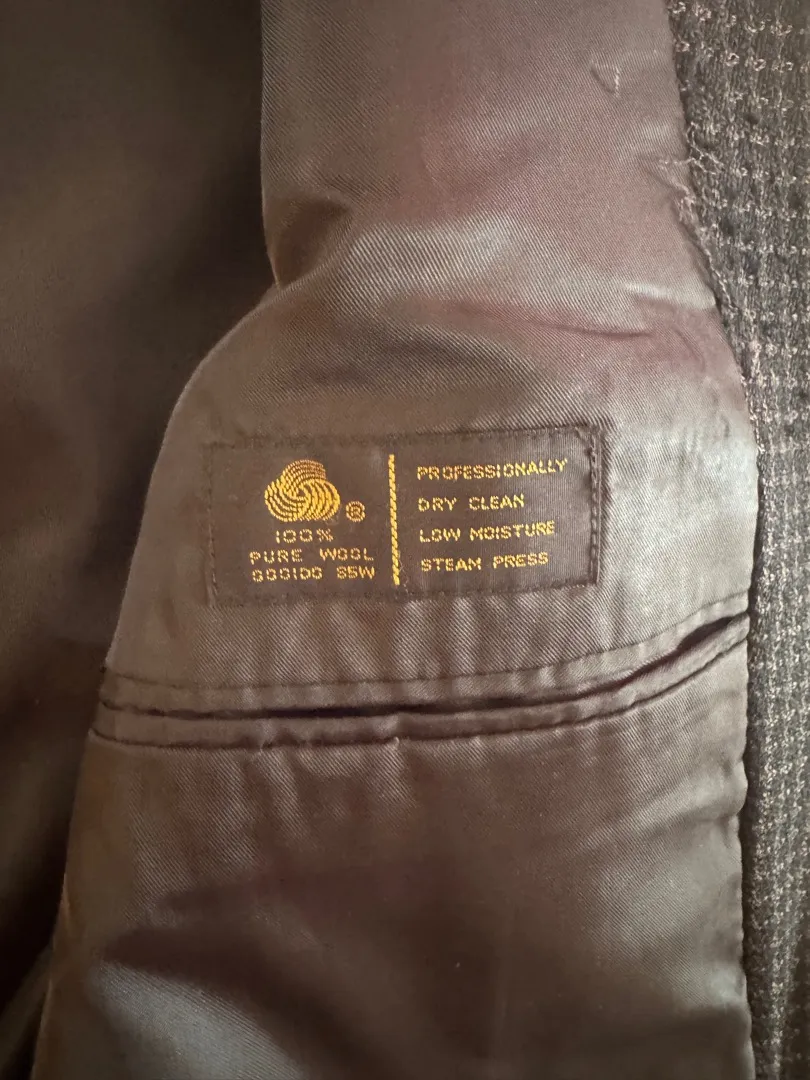 ®
100%
PURE WOOL
PROFESSIONALLY
DRY CLEAN
LOW MOISTURE
STEAM PRESS